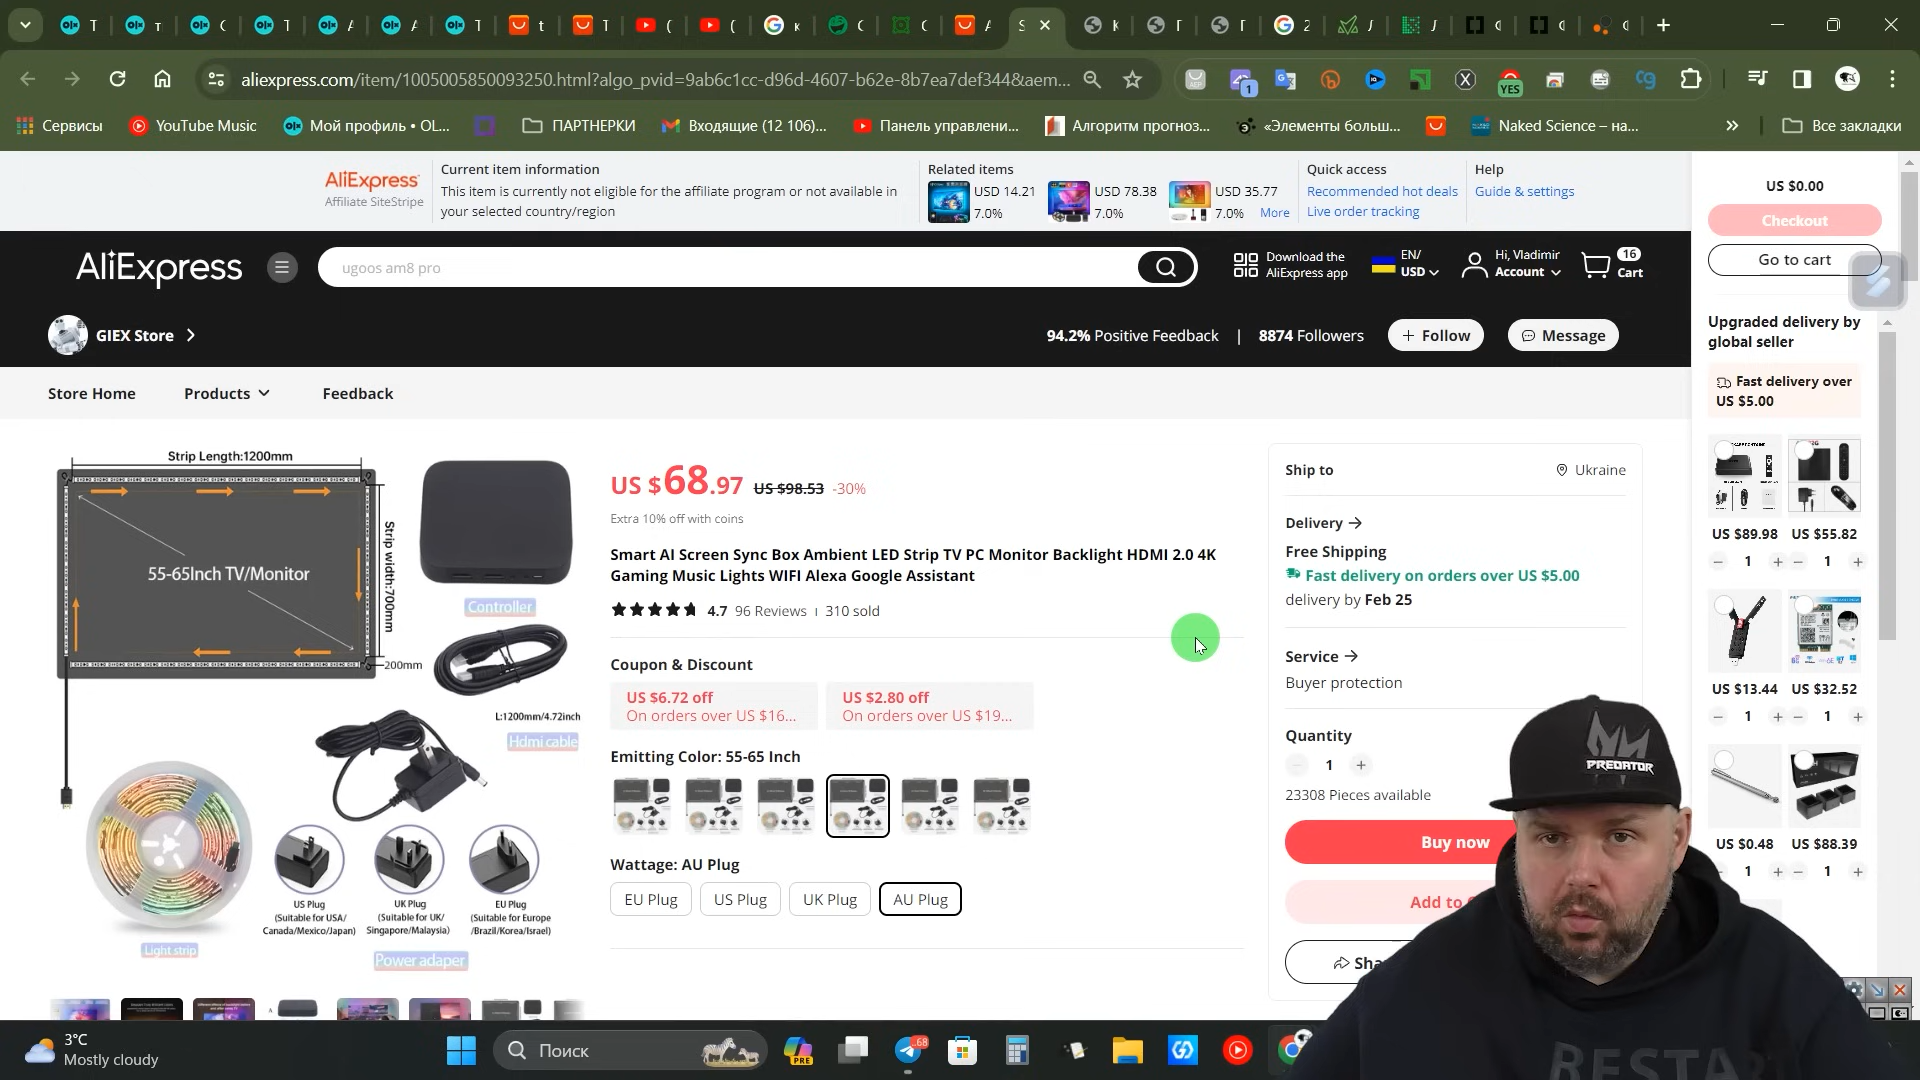 aliexpress.com/item/1005005850093250.html?algo_pvid=9ab6c1cc-d96d-4607-b62e-8b7ea7def344&aem...
YES
Сервисы
YouTube Music
Мой профиль • OL...
ПАРТНЕРКИ
Входящие (12 106)...
Панель управлени...
Алгоритм прогноз...
«Элементы больш...
Naked Science – на...
»
Все закладки
AliExpress
Affiliate SiteStripe
Current item information
This item is currently not eligible for the affiliate program or not available in
your selected country/region
Related items
USD 14.21
7.0%
USD 78.38
7.0%
USD 35.77
7.0%
More
Quick access
Recommended hot deals
Live order tracking
Help
Guide & settings
AliExpress
ugoos am8 pro
Download the
AliExpress app
EN/
USD
Hi, Vladimir
Account
16
Cart
GIEX Store
94.2% Positive Feedback | 8874 Followers
+ Follow
Message
Store Home
Products
Feedback
Strip Length:1200mm
55-65Inch TV/Monitor
Strip width:700mm
200mm
Controller
L:1200mm/4.72inch
Hdmi cable
US Plug
(Suitable for USA/
Canada/Mexico/Japan)
UK Plug
(Suitable for UK/
Singapore/Malaysia)
EU Plug
(Suitable for Europe
/Brazil/Korea/Israel)
Light strip
Power adaper
US $68.97 US $98.53 -30%
Extra 10% off with coins
Smart AI Screen Sync Box Ambient LED Strip TV PC Monitor Backlight HDMI 2.0 4K
Gaming Music Lights WIFI Alexa Google Assistant
4.7 96 Reviews | 310 sold
Coupon & Discount
US $6.72 off
On orders over US $16...
US $2.80 off
On orders over US $19...
Emitting Color: 55-65 Inch
Wattage: AU Plug
EU Plug
US Plug
UK Plug
AU Plug
Ship to
Ukraine
Delivery
Free Shipping
Fast delivery on orders over US $5.00
delivery by Feb 25
Service
Buyer protection
Quantity
1
23308 Pieces available
Buy now
Add to
Sha
US $0.00
Checkout
Go to cart
Upgraded delivery by
global seller
Fast delivery over
US $5.00
US $89.98
US $55.82
1
1
US $13.44
US $32.52
1
1
US $0.48
US $88.39
1
1
PREDATOR
RESTA
3°C
Mostly cloudy
Поиск
PRE
68